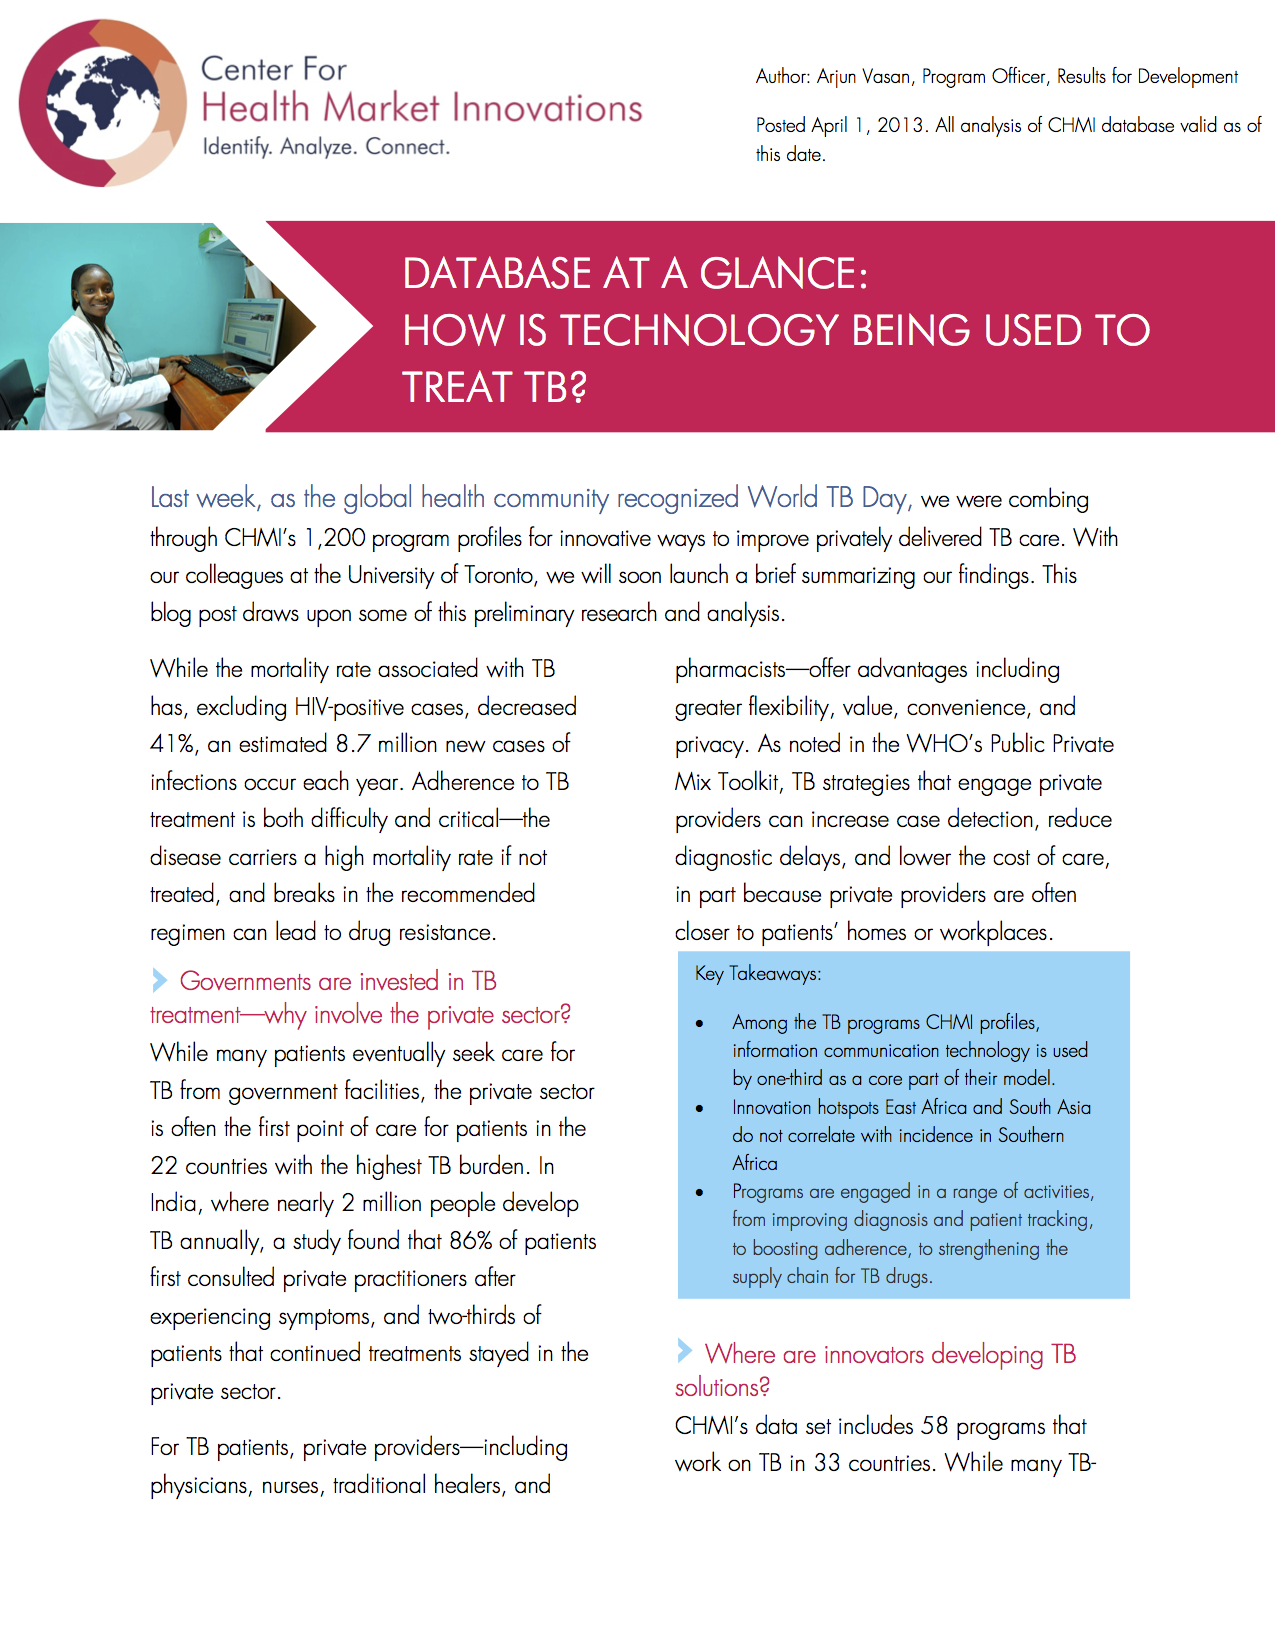 Center For
Health Market Innovations
Identify. Analyze. Connect.
Author: Arjun Vasan, Program Officer, Results for Development
Posted April 1, 2013. All analysis of CHMI database valid as of
this date.
DATABASE AT A GLANCE:
HOW IS TECHNOLOGY BEING USED TO
TREAT TB?
Last week, as the global health community recognized World TB Day, we were combing
through CHMI’s 1,200 program profiles for innovative ways to improve privately delivered TB care. With
our colleagues at the University of Toronto, we will soon launch a brief summarizing our findings. This
blog post draws upon some of this preliminary research and analysis.
While the mortality rate associated with TB
has, excluding HIV-positive cases, decreased
41%, an estimated 8.7 million new cases of
infections occur each year. Adherence to TB
treatment is both difficulty and critical—the
disease carriers a high mortality rate if not
treated, and breaks in the recommended
regimen can lead to drug resistance.
Governments are invested in TB
treatment—why involve the private sector?
While many patients eventually seek care for
TB from government facilities, the private sector
is often the first point of care for patients in the
22 countries with the highest TB burden. In
India, where nearly 2 million people develop
TB annually, a study found that 86% of patients
first consulted private practitioners after
experiencing symptoms, and two-thirds of
patients that continued treatments stayed in the
private sector.
For TB patients, private providers—including
physicians, nurses, traditional healers, and
pharmacists—offer advantages including
greater flexibility, value, convenience, and
privacy. As noted in the WHO’s Public Private
Mix Toolkit, TB strategies that engage private
providers can increase case detection, reduce
diagnostic delays, and lower the cost of care,
in part because private providers are often
closer to patients’ homes or workplaces.
Key Takeaways:
• Among the TB programs CHMI profiles,
information communication technology is used
by one-third as a core part of their model.
• Innovation hotspots East Africa and South Asia
do not correlate with incidence in Southern
Africa
• Programs are engaged in a range of activities,
from improving diagnosis and patient tracking,
to boosting adherence, to strengthening the
supply chain for TB drugs.
Where are innovators developing TB
solutions?
CHMI’s data set includes 58 programs that
work on TB in 33 countries. While many TB-